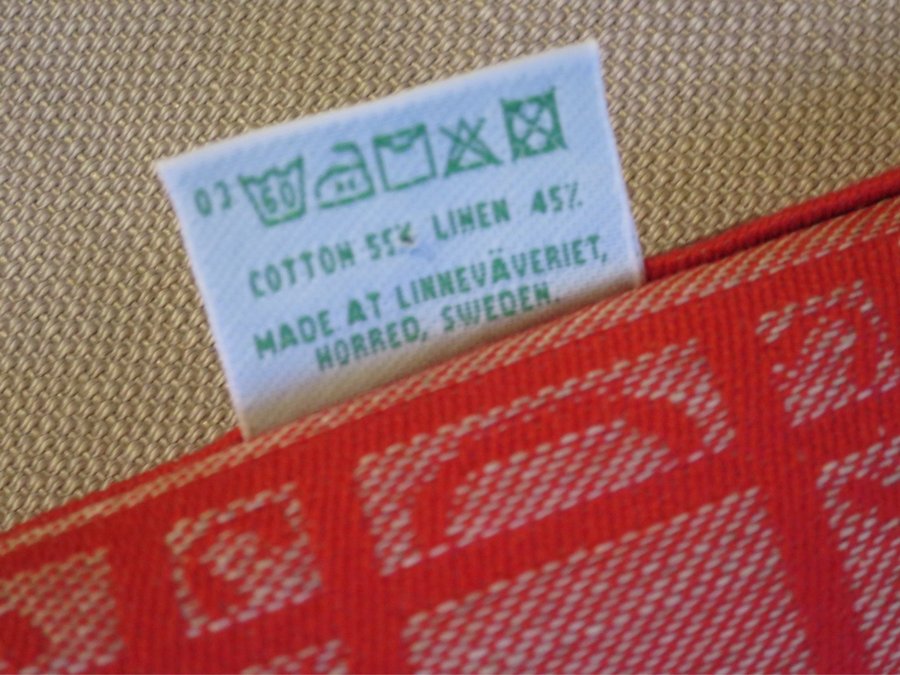 03 60
COTTON 55% LINEN 45%
MADE AT LINNEVÄVERIET,
HORRED, SWEDEN.